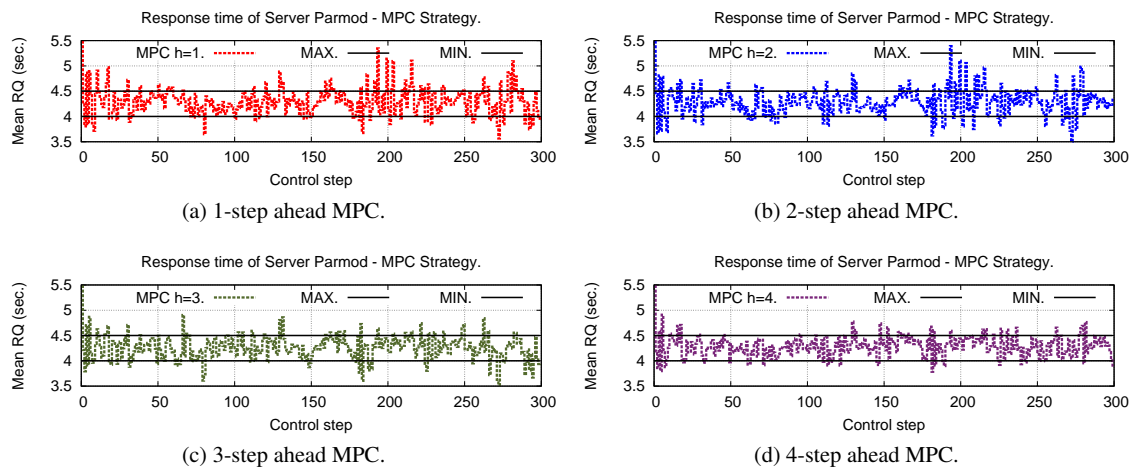 Response time of Server Parmod - MPC Strategy.
Mean RQ (sec.)
5.5
5
4.5
4
3.5
MPC h=1.
MAX.
MIN.
0
50
100
150
200
250
300
Control step
(a) 1-step ahead MPC.
Response time of Server Parmod - MPC Strategy.
Mean RQ (sec.)
5.5
5
4.5
4
3.5
MPC h=2.
MAX.
MIN.
0
50
100
150
200
250
300
Control step
(b) 2-step ahead MPC.
Response time of Server Parmod - MPC Strategy.
Mean RQ (sec.)
5.5
5
4.5
4
3.5
MPC h=3.
MAX.
MIN.
0
50
100
150
200
250
300
Control step
(c) 3-step ahead MPC.
Response time of Server Parmod - MPC Strategy.
Mean RQ (sec.)
5.5
5
4.5
4
3.5
MPC h=4.
MAX.
MIN.
0
50
100
150
200
250
300
Control step
(d) 4-step ahead MPC.